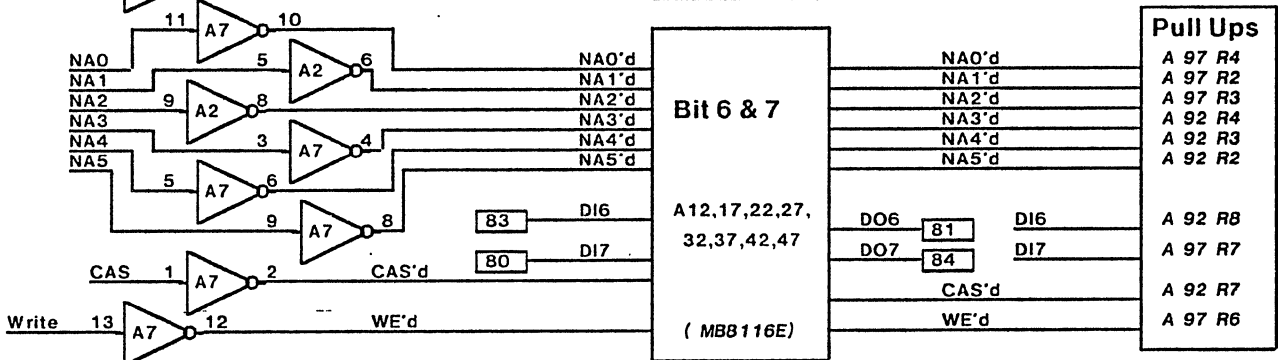 11 A7 10
Pull Ups
NA0 5 A2 6 NA0'd NA0'd A 97 R4
NA1 NA1'd NA1'd A 97 R2
NA2 9 A2 8 NA2'd Bit 6 & 7 NA2'd A 97 R3
NA3 3 A7 4 NA3'd NA3'd A 92 R4
NA4 NA4'd NA4'd A 92 R3
NA5 5 A7 6 NA5'd NA5'd A 92 R2
9 A7 8 83 DI6 A12,17,22,27, DO6 81 DI6 A 92 R8
32,37,42,47
80 DI7 DO7 84 DI7 A 97 R7
CAS 1 A7 2 CAS'd CAS'd A 92 R7
Write 13 A7 12 WE'd ( MB8116E) WE'd A 97 R6